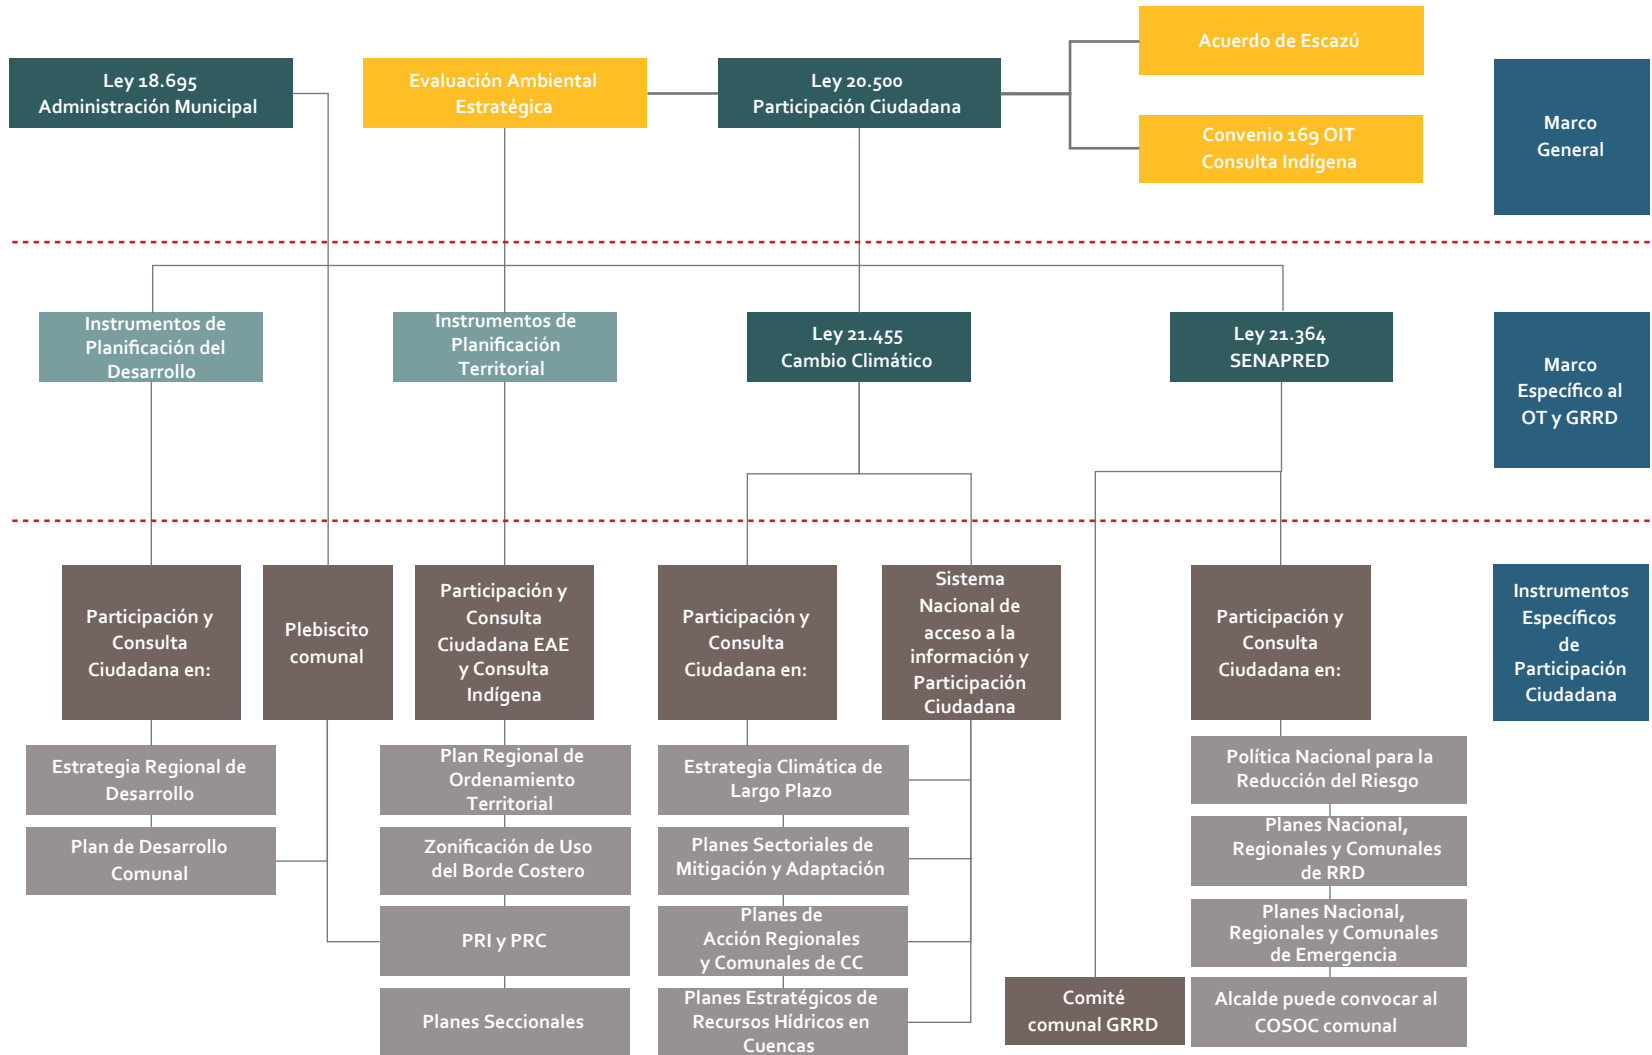 Ley 18.695
Administración Municipal
Evaluación Ambiental
Estratégica
Ley 20.500
Participación Ciudadana
Acuerdo de Escazú
Convenio 169 OIT
Consulta Indígena
Marco
General
Instrumentos de
Planificación del
Desarrollo
Instrumentos de
Planificación
Territorial
Ley 21.455
Cambio Climático
Ley 21.364
SENAPRED
Marco
Específico al
OT y GRRD
Participación y
Consulta
Ciudadana en:
Plebiscito
comunal
Participación y
Consulta
Ciudadana EAE
y Consulta
Indígena
Participación y
Consulta
Ciudadana en:
Sistema
Nacional de
acceso a la
información y
Participación
Ciudadana
Participación y
Consulta
Ciudadana en:
Instrumentos
Específicos
de
Participación
Ciudadana
Estrategia Regional de
Desarrollo
Plan de Desarrollo
Comunal
Plan Regional de
Ordenamiento
Territorial
Zonificación de Uso
del Borde Costero
PRI y PRC
Planes Seccionales
Estrategia Climática de
Largo Plazo
Planes Sectoriales de
Mitigación y Adaptación
Planes de
Acción Regionales
y Comunales de CC
Planes Estratégicos de
Recursos Hídricos en
Cuencas
Comité
comunal GRRD
Política Nacional para la
Reducción del Riesgo
Planes Nacional,
Regionales y Comunales
de RRD
Planes Nacional,
Regionales y Comunales
de Emergencia
Alcalde puede convocar al
COSOC comunal